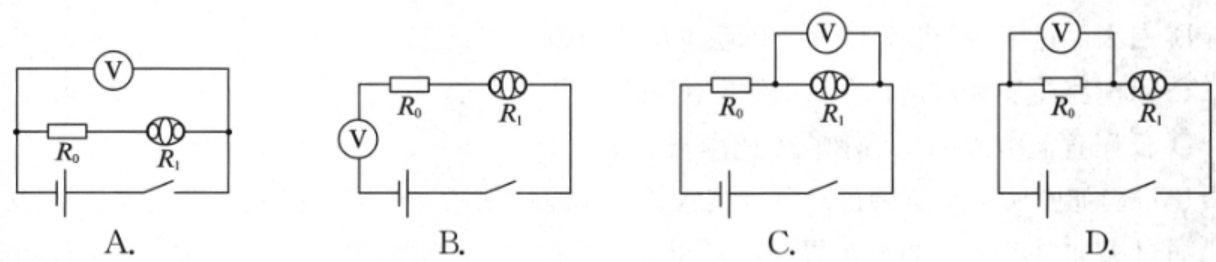 V V
V
R₀ R₁ V R₀ R₁ R₀ R₁
R₀ R₁
A. B. C. D.